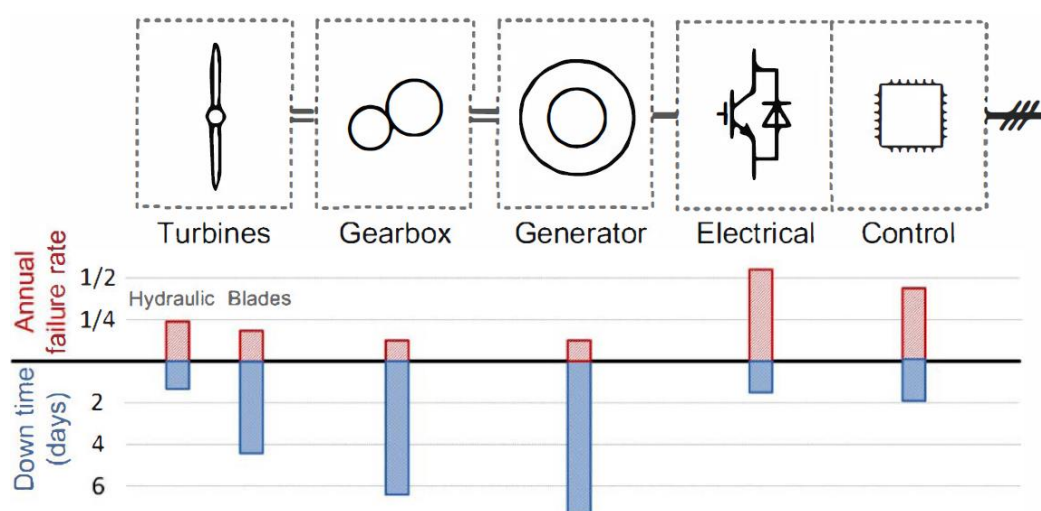 Turbines Gearbox Generator Electrical Control
Annual
failure rate
1/2
Hydraulic Blades
1/4
Down time
(days)
2
4
6